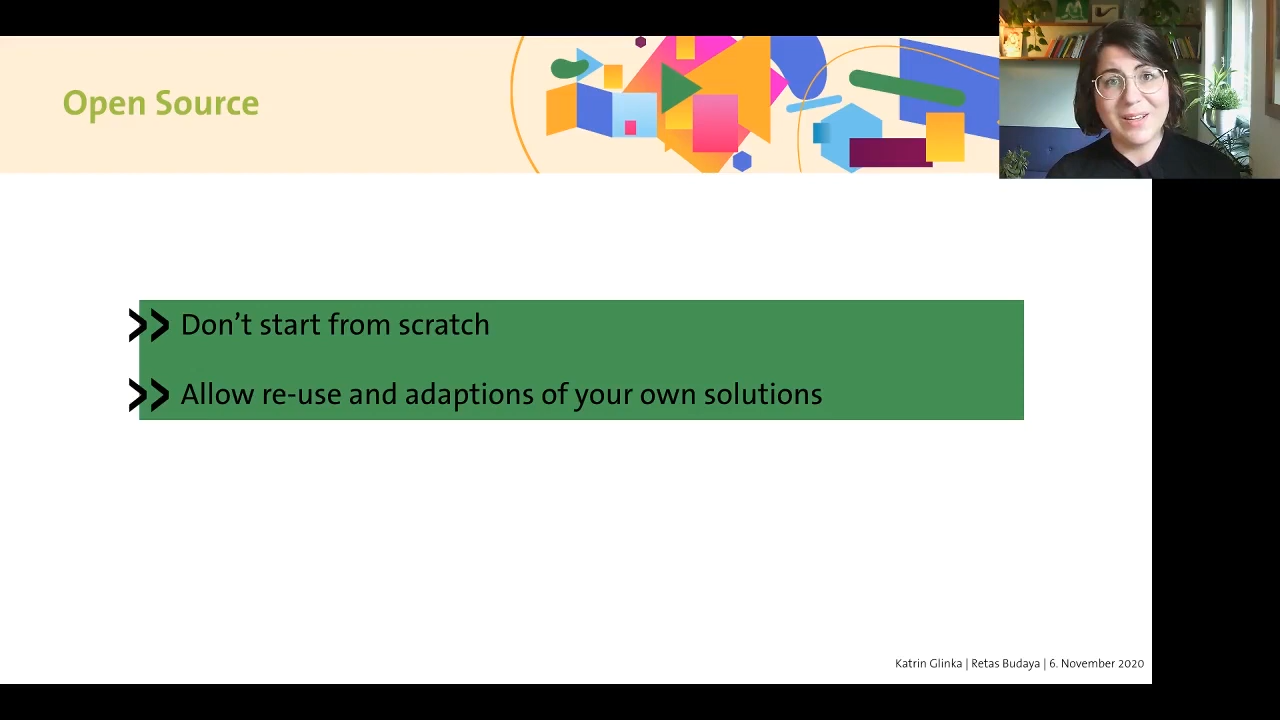 Open Source
>> Don’t start from scratch
>> Allow re-use and adaptions of your own solutions
Katrin Glinka | Retas Budaya | 6. November 2020